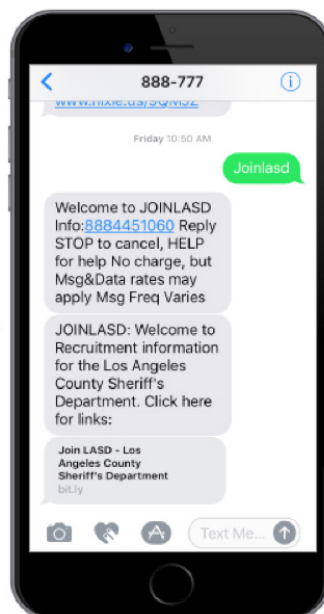 888-777
Friday 10:50 AM
Joinlasd
Welcome to JOINLASD
Info:8884451060 Reply
STOP to cancel, HELP
for help No charge, but
Msg&Data rates may
apply Msg Freq Varies
JOINLASD: Welcome to
Recruitment information
for the Los Angeles
County Sheriff's
Department. Click here
for links:
Join LASD - Los
Angeles County
Sheriff's Department
bit.ly
Text Me...